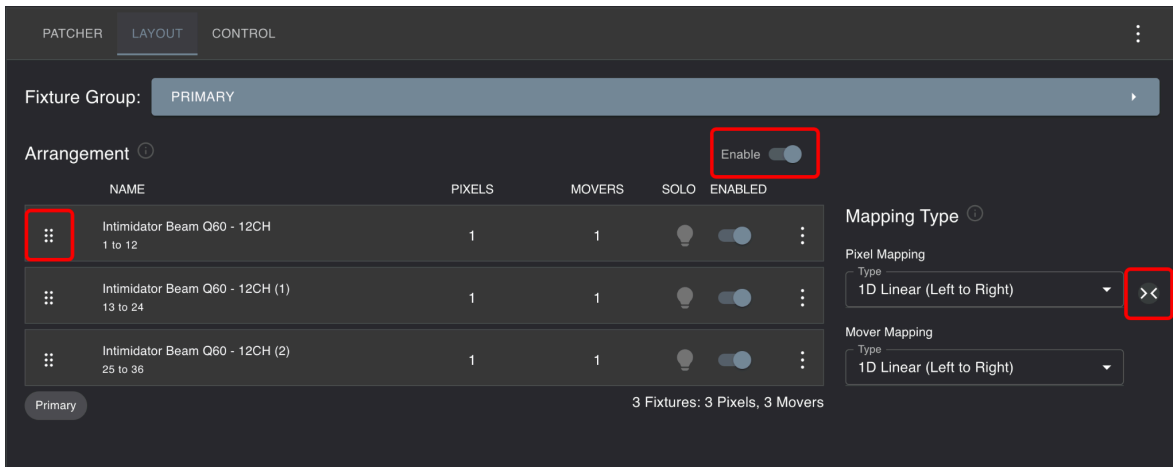 PATCHER LAYOUT CONTROL
Fixture Group: PRIMARY
Arrangement
Enable
NAME PIXELS MOVERS SOLO ENABLED
Intimidator Beam Q60 - 12CH 1 1
1 to 12
Intimidator Beam Q60 - 12CH (1) 1 1
13 to 24
Intimidator Beam Q60 - 12CH (2) 1 1
25 to 36
Primary
3 Fixtures: 3 Pixels, 3 Movers
Mapping Type
Pixel Mapping
Type
1D Linear (Left to Right)
Mover Mapping
Type
1D Linear (Left to Right)